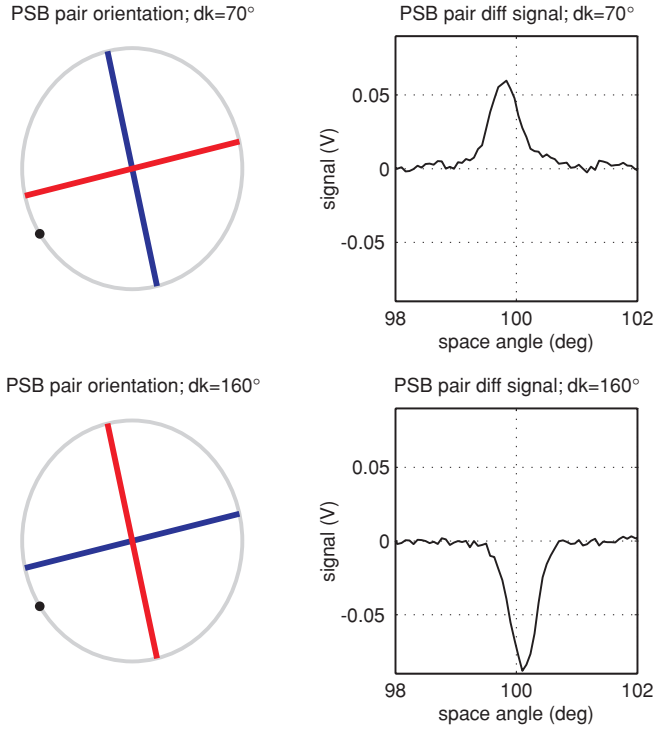 PSB pair orientation; dk=70°
PSB pair diff signal; dk=70°
signal (V)
0.05
0
-0.05
98
100
102
space angle (deg)
PSB pair orientation; dk=160°
PSB pair diff signal; dk=160°
signal (V)
0.05
0
-0.05
98
100
102
space angle (deg)